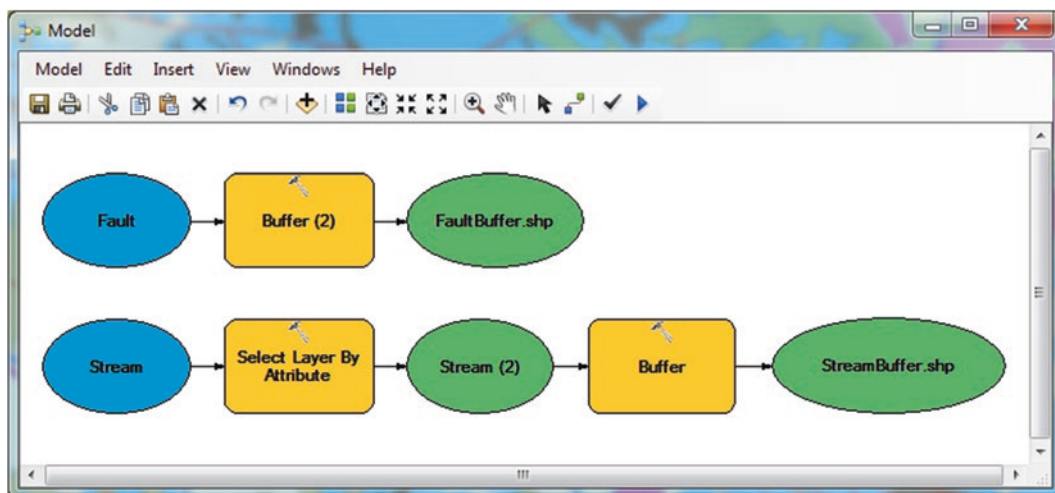 Model
Model Edit Insert View Windows Help
Fault
Buffer (2)
FaultBuffer.shp
Stream
Select Layer By
Attribute
Stream (2)
Buffer
StreamBuffer.shp